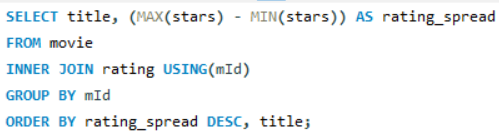 SELECT title, (MAX(stars) - MIN(stars)) AS rating_spread
FROM movie
INNER JOIN rating USING(mId)
GROUP BY mId
ORDER BY rating_spread DESC, title;